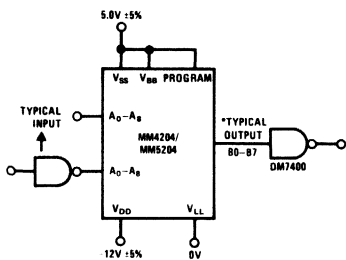 5.0V ±5%
VSS VBB PROGRAM
TYPICAL
INPUT
A0–A8
MM4204/
MM5204
*TYPICAL
OUTPUT
B0-B7
DM7400
A0–A8
VDD VLL
-12V ±5% 0V